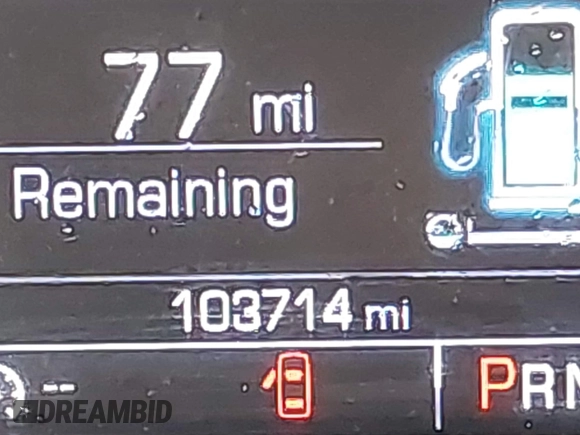 77 mi
Remaining
103714 mi
-- PRN
DREAMBID